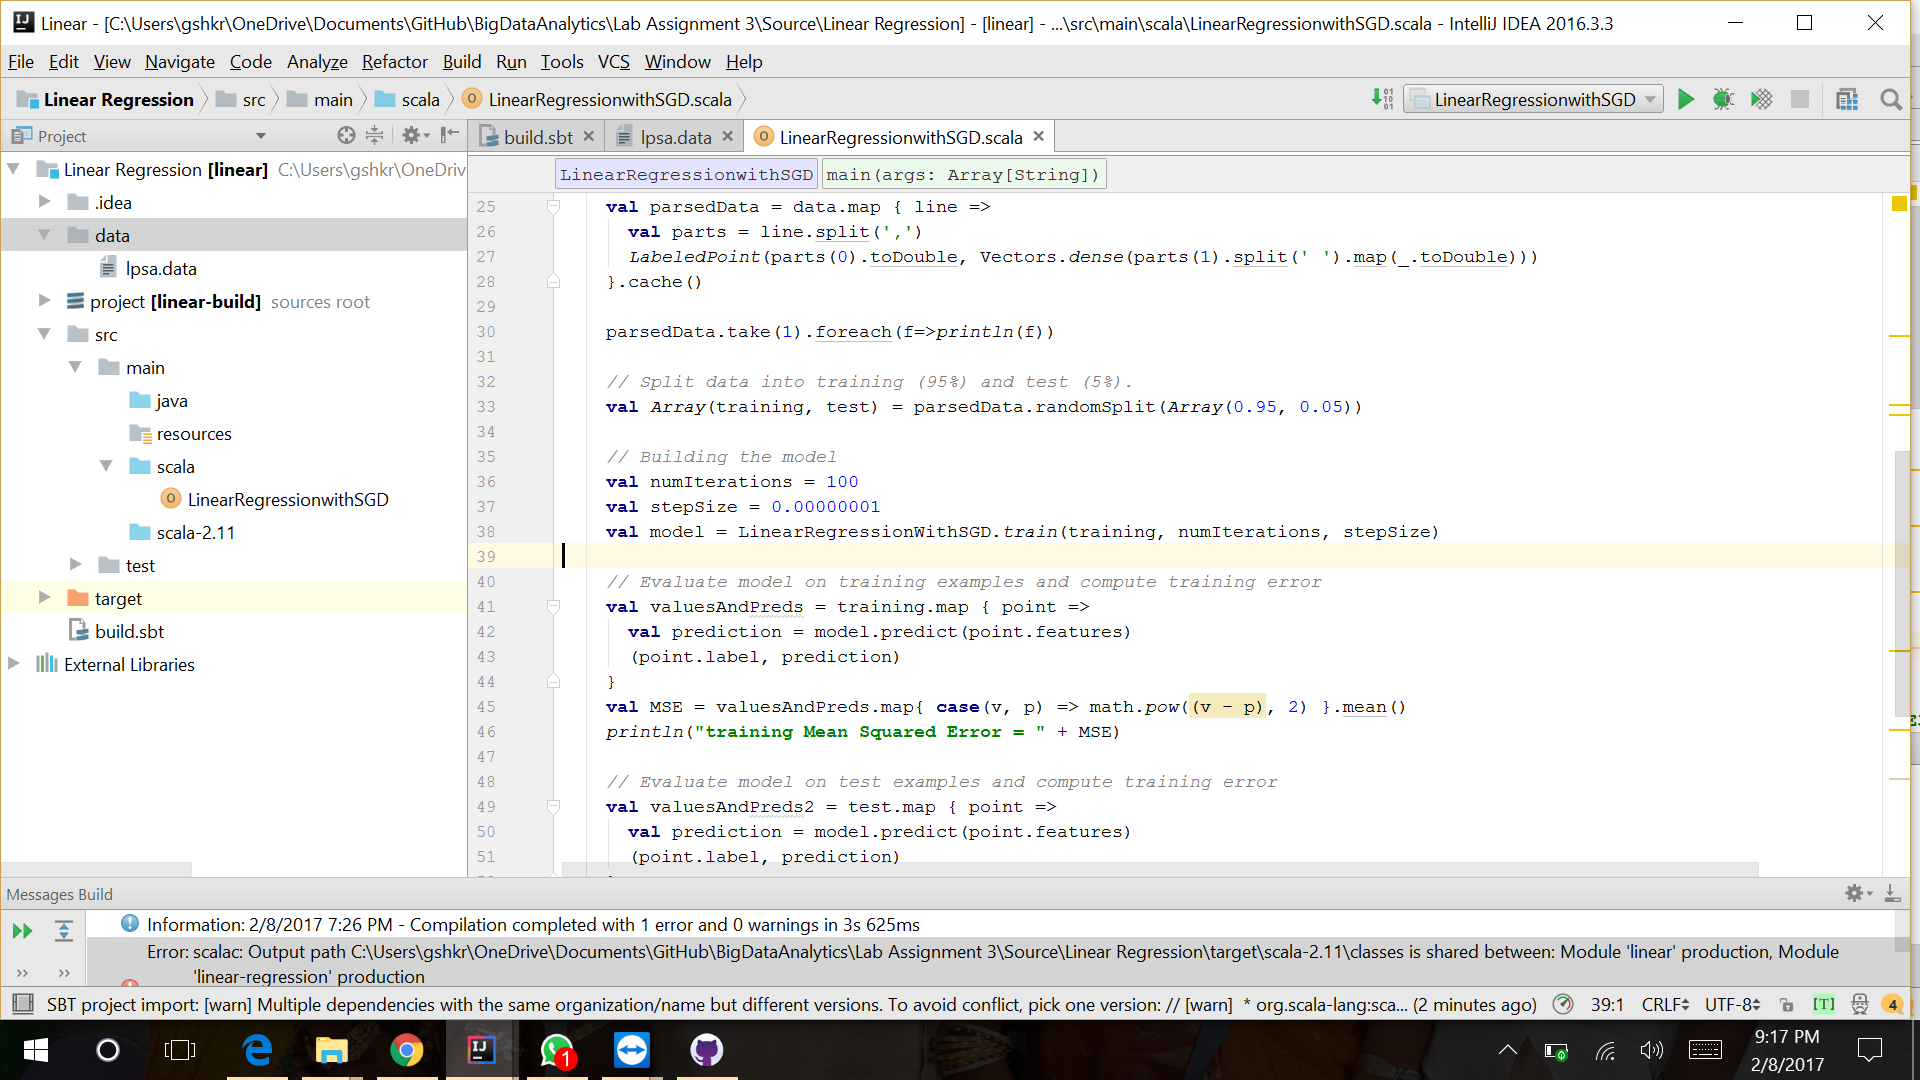 Linear - [C:\Users\gshkr\OneDrive\Documents\GitHub\BigDataAnalytics\Lab Assignment 3\Source\Linear Regression] - [linear] - ...\src\main\scala\LinearRegressionwithSGD.scala - IntelliJ IDEA 2016.3.3
File Edit View Navigate Code Analyze Refactor Build Run Tools VCS Window Help
Linear Regression src main scala LinearRegressionwithSGD.scala LinearRegressionwithSGD
Project
build.sbt lpsa.data LinearRegressionwithSGD.scala
LinearRegressionwithSGD main(args: Array[String])
Linear Regression [linear] C:\Users\gshkr\OneDriv
.idea
data
lpsa.data
project [linear-build] sources root
src
main
java
resources
scala
LinearRegressionwithSGD
scala-2.11
test
target
build.sbt
External Libraries
25 val parsedData = data.map { line =>
26 val parts = line.split(',')
27 LabeledPoint(parts(0).toDouble, Vectors.dense(parts(1).split(' ').map(_.toDouble)))
28 }.cache()
29
30 parsedData.take(1).foreach(f=>println(f))
31
32 // Split data into training (95%) and test (5%).
33 val Array(training, test) = parsedData.randomSplit(Array(0.95, 0.05))
34
35 // Building the model
36 val numIterations = 100
37 val stepSize = 0.00000001
38 val model = LinearRegressionWithSGD.train(training, numIterations, stepSize)
39
40 // Evaluate model on training examples and compute training error
41 val valuesAndPreds = training.map { point =>
42 val prediction = model.predict(point.features)
43 (point.label, prediction)
44 }
45 val MSE = valuesAndPreds.map{ case(v, p) => math.pow((v - p), 2) }.mean()
46 println("training Mean Squared Error = " + MSE)
47
48 // Evaluate model on test examples and compute training error
49 val valuesAndPreds2 = test.map { point =>
50 val prediction = model.predict(point.features)
51 (point.label, prediction)
Messages Build
Information: 2/8/2017 7:26 PM - Compilation completed with 1 error and 0 warnings in 3s 625ms
Error: scalac: Output path C:\Users\gshkr\OneDrive\Documents\GitHub\BigDataAnalytics\Lab Assignment 3\Source\Linear Regression\target\scala-2.11\classes is shared between: Module 'linear' production, Module
'linear-regression' production
SBT project import: [warn] Multiple dependencies with the same organization/name but different versions. To avoid conflict, pick one version: // [warn] * org.scala-lang:sca... (2 minutes ago) 39:1 CRLF UTF-8 [T] 4
1
9:17 PM
2/8/2017